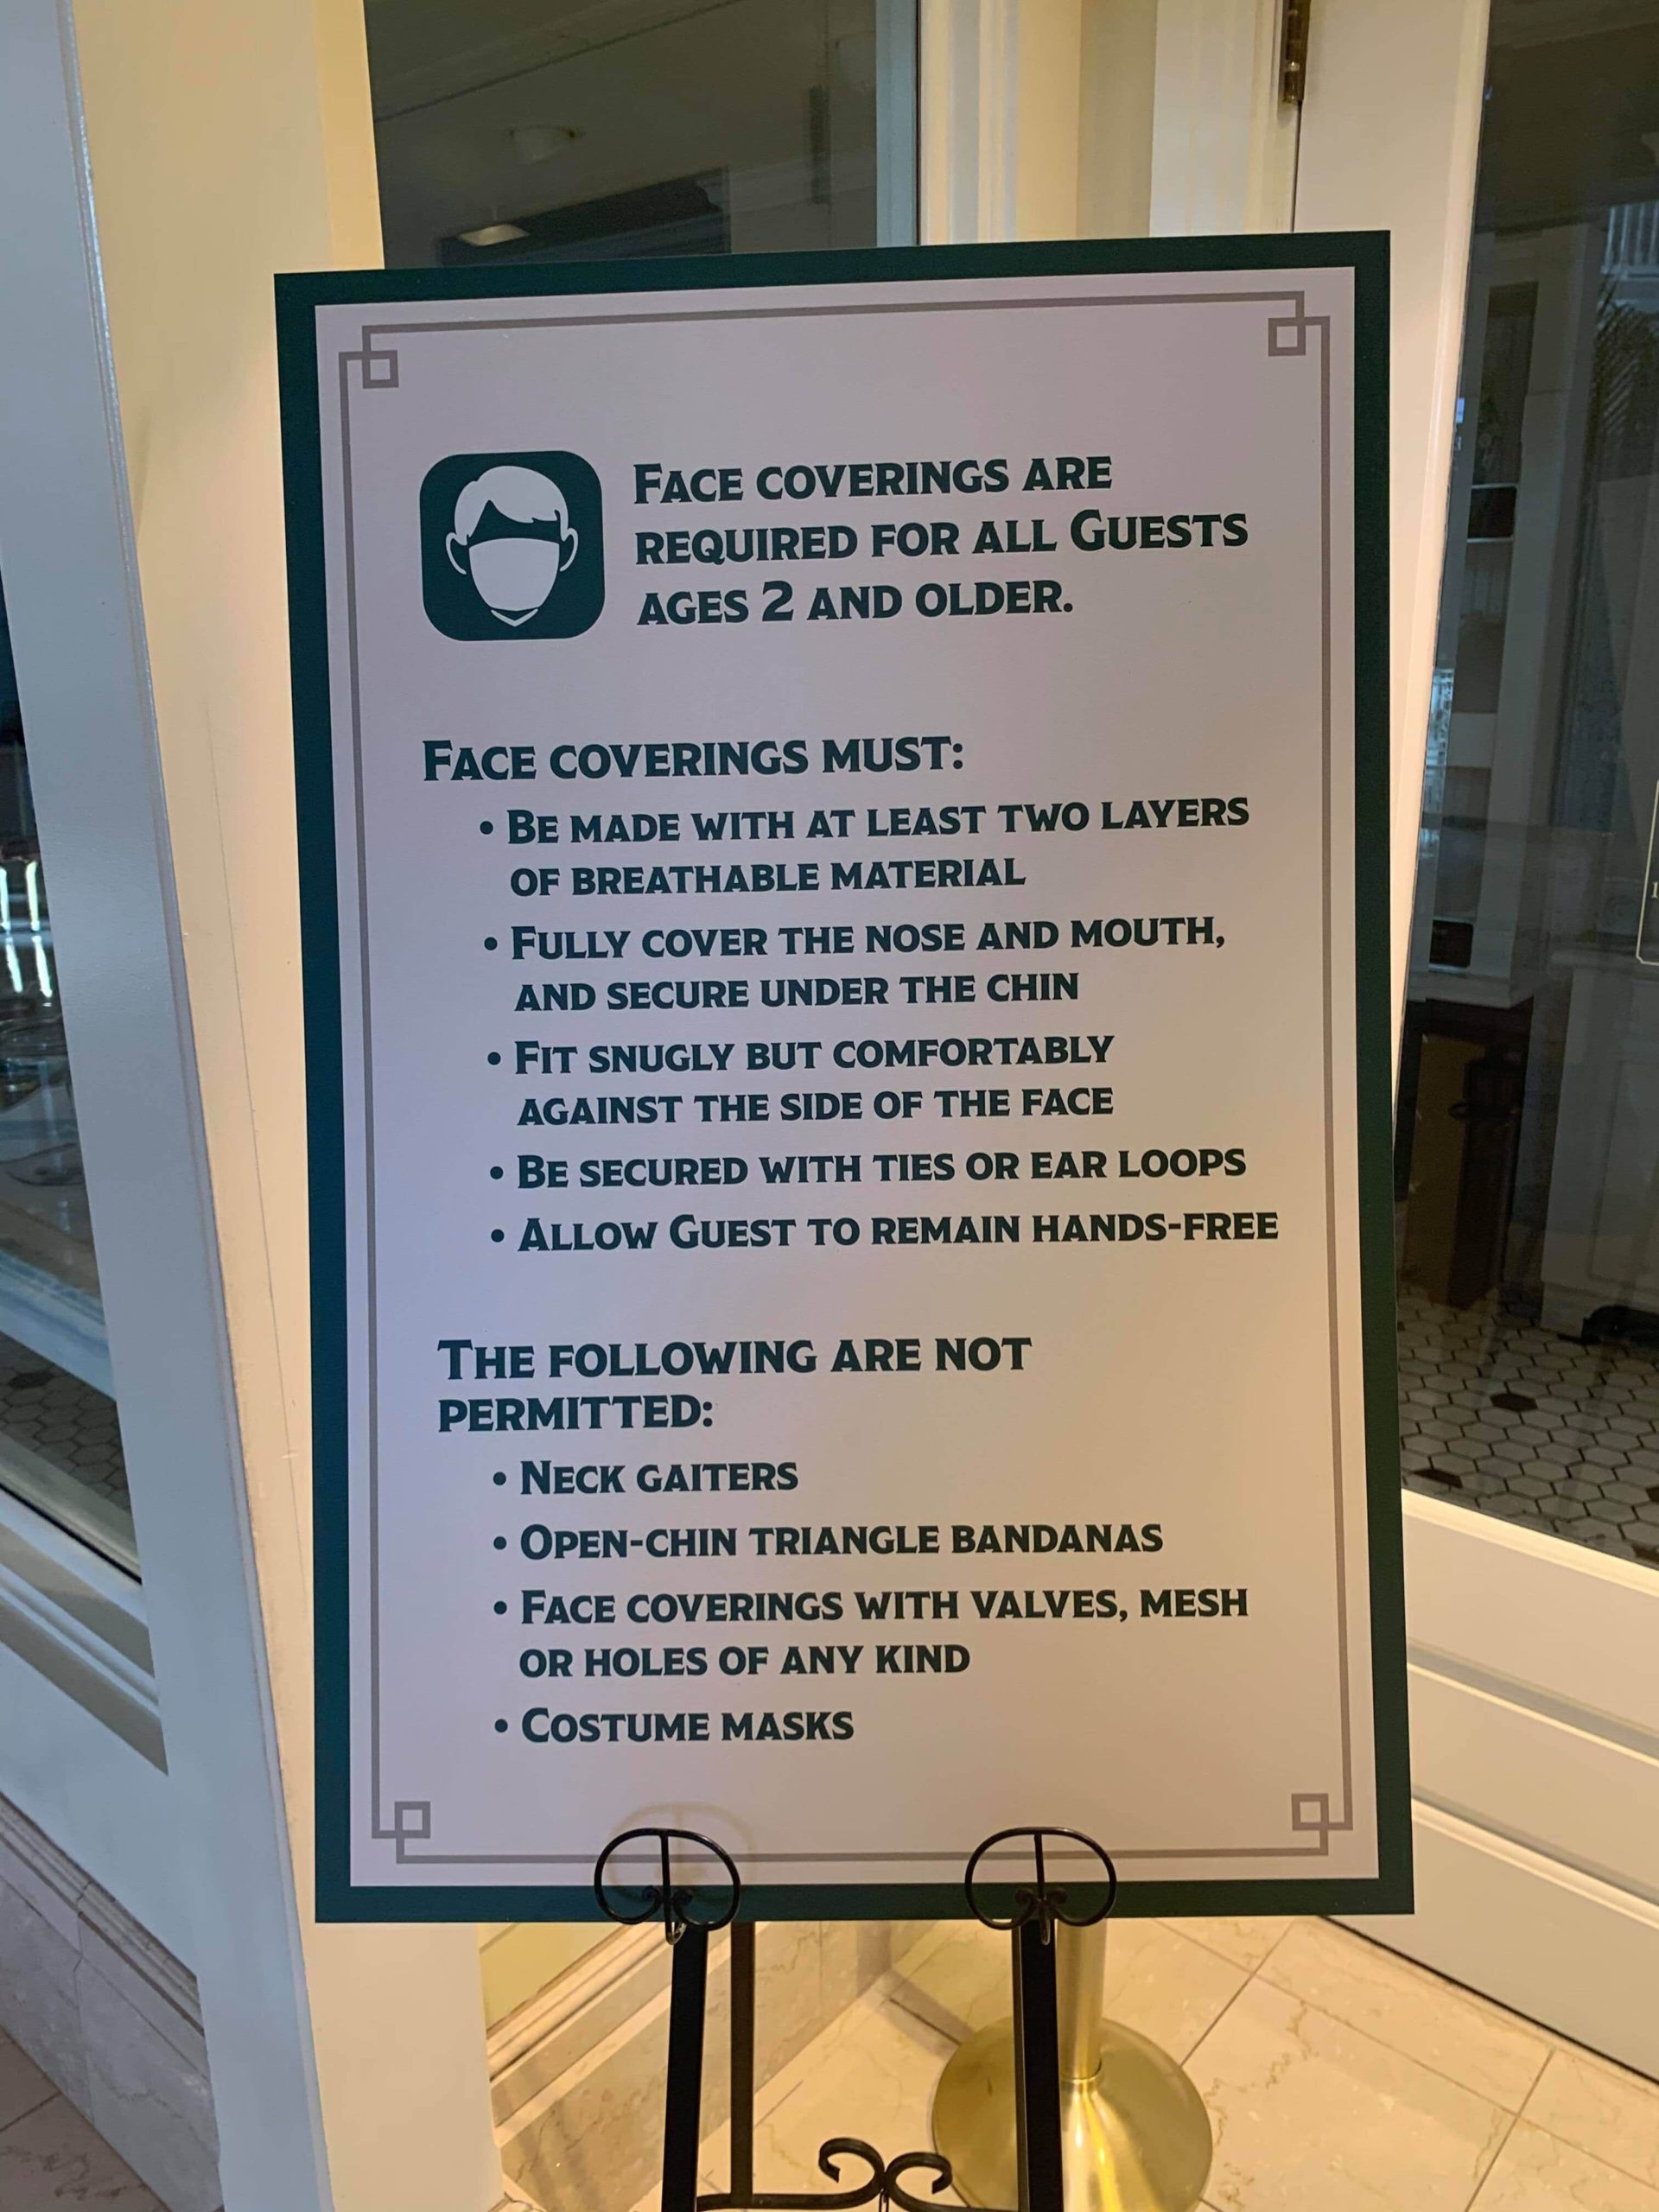 Face coverings are
required for all Guests
ages 2 and older.
Face coverings must:
• Be made with at least two layers
of breathable material
• Fully cover the nose and mouth,
and secure under the chin
• Fit snugly but comfortably
against the side of the face
• Be secured with ties or ear loops
• Allow Guest to remain hands-free
The following are not
permitted:
• Neck gaiters
• Open-chin triangle bandanas
• Face coverings with valves, mesh
or holes of any kind
• Costume masks